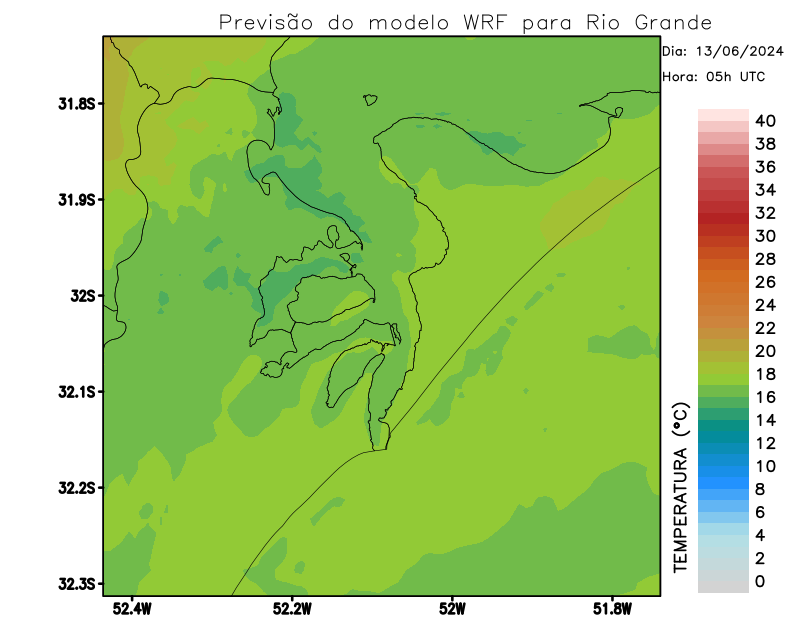 Previsão do modelo WRF para Rio Grande
Dia: 13/06/2024
Hora: 05h UTC
31.8S
31.9S
32S
32.1S
32.2S
32.3S
52.4W
52.2W
52W
51.8W
TEMPERATURA (°C)
40
38
36
34
32
30
28
26
24
22
20
18
16
14
12
10
8
6
4
2
0